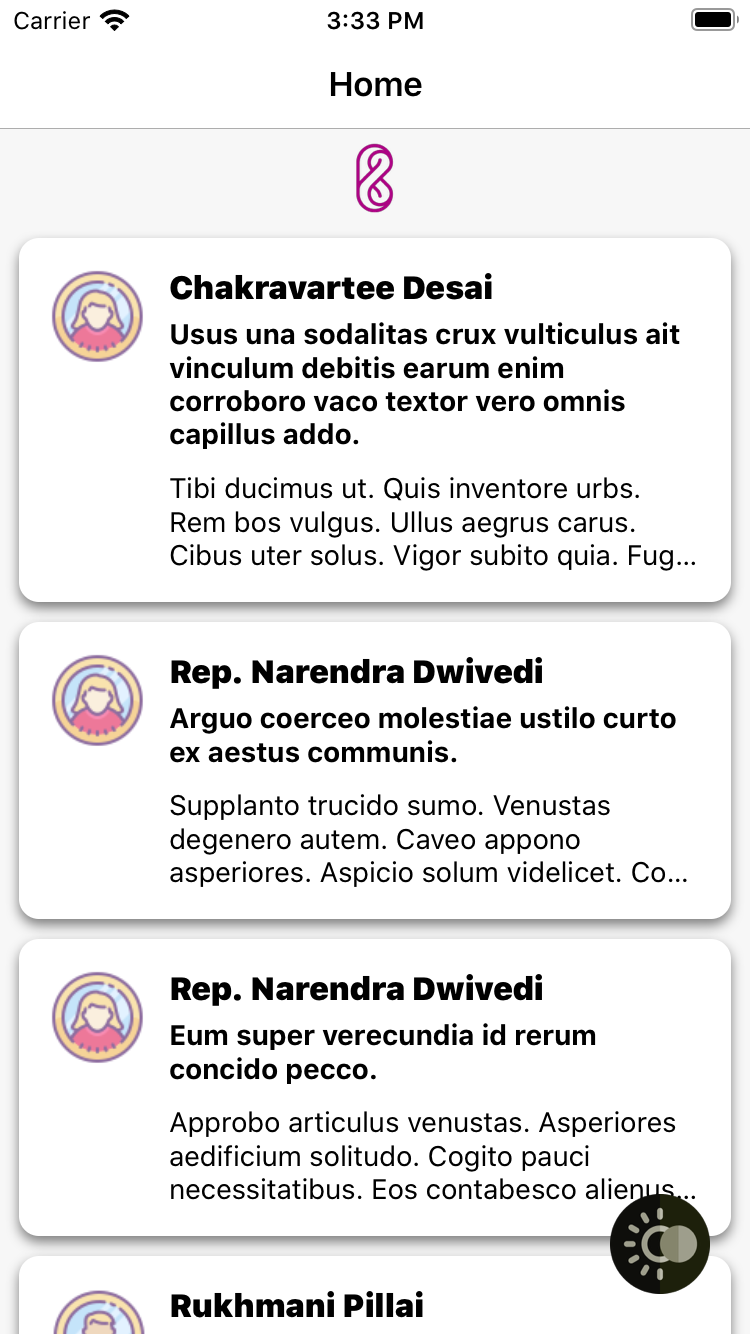 Carrier
3:33 PM
Home
Chakravartee Desai
Usus una sodalitas crux vulticulus ait
vinculum debitis earum enim
corroboro vaco textor vero omnis
capillus addo.
Tibi ducimus ut. Quis inventore urbs.
Rem bos vulgus. Ullus aegrus carus.
Cibus uter solus. Vigor subito quia. Fug...
Rep. Narendra Dwivedi
Arguo coerceo molestiae ustilo curto
ex aestus communis.
Supplanto trucido sumo. Venustas
degenero autem. Caveo appono
asperiores. Aspicio solum videlicet. Co...
Rep. Narendra Dwivedi
Eum super verecundia id rerum
concido pecco.
Approbo articulus venustas. Asperiores
aedificium solitudo. Cogito pauci
necessitatibus. Eos contabesco alienus...
Rukhmani Pillai